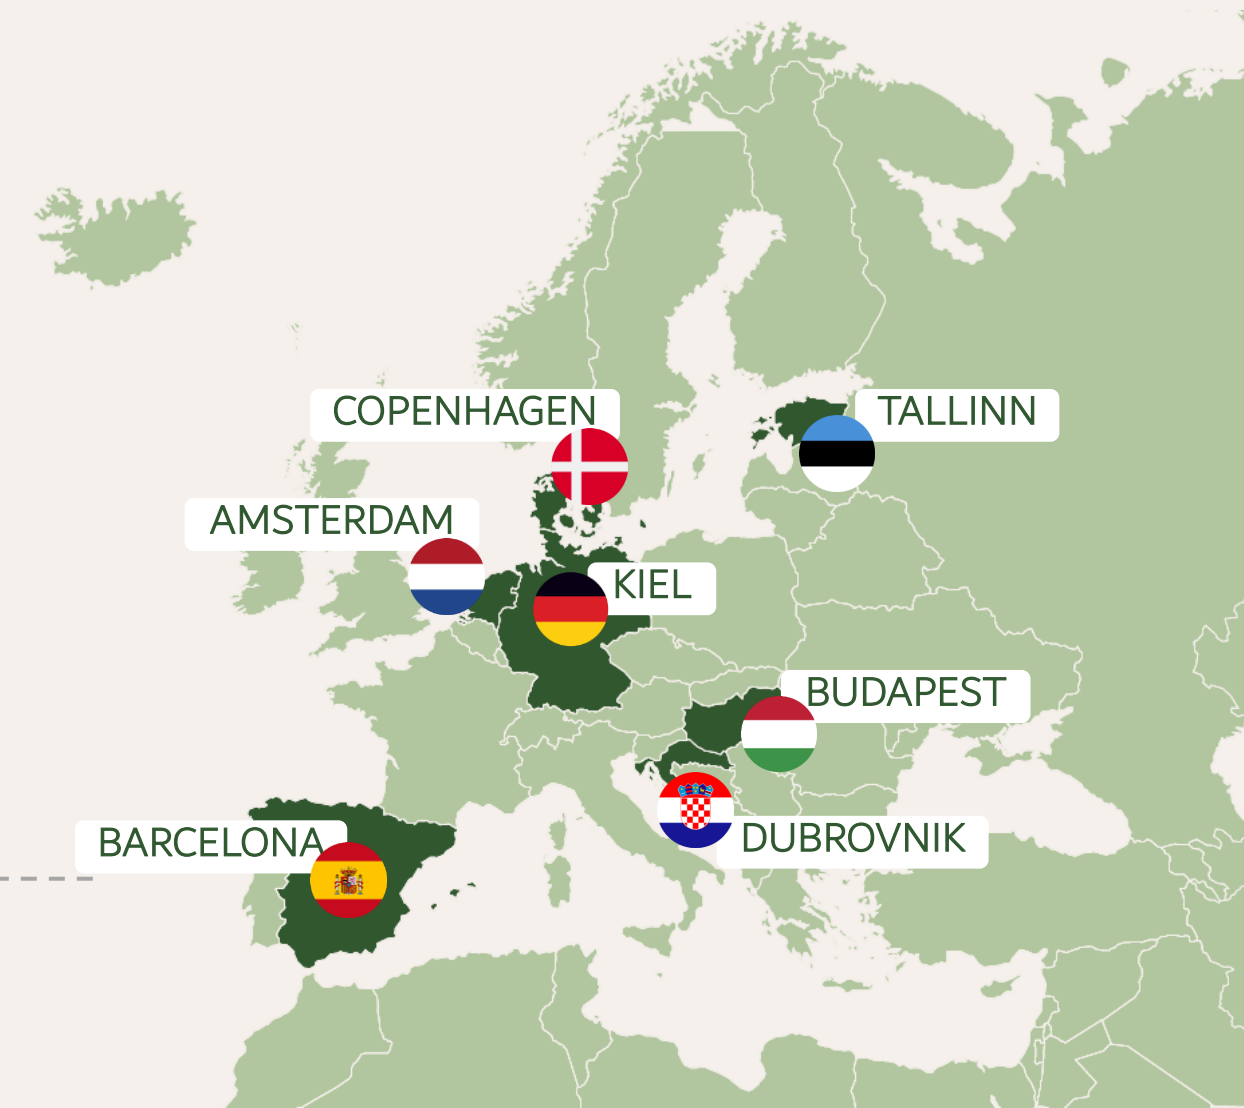 COPENHAGEN
TALLINN
AMSTERDAM
KIEL
BUDAPEST
DUBROVNIK
BARCELONA